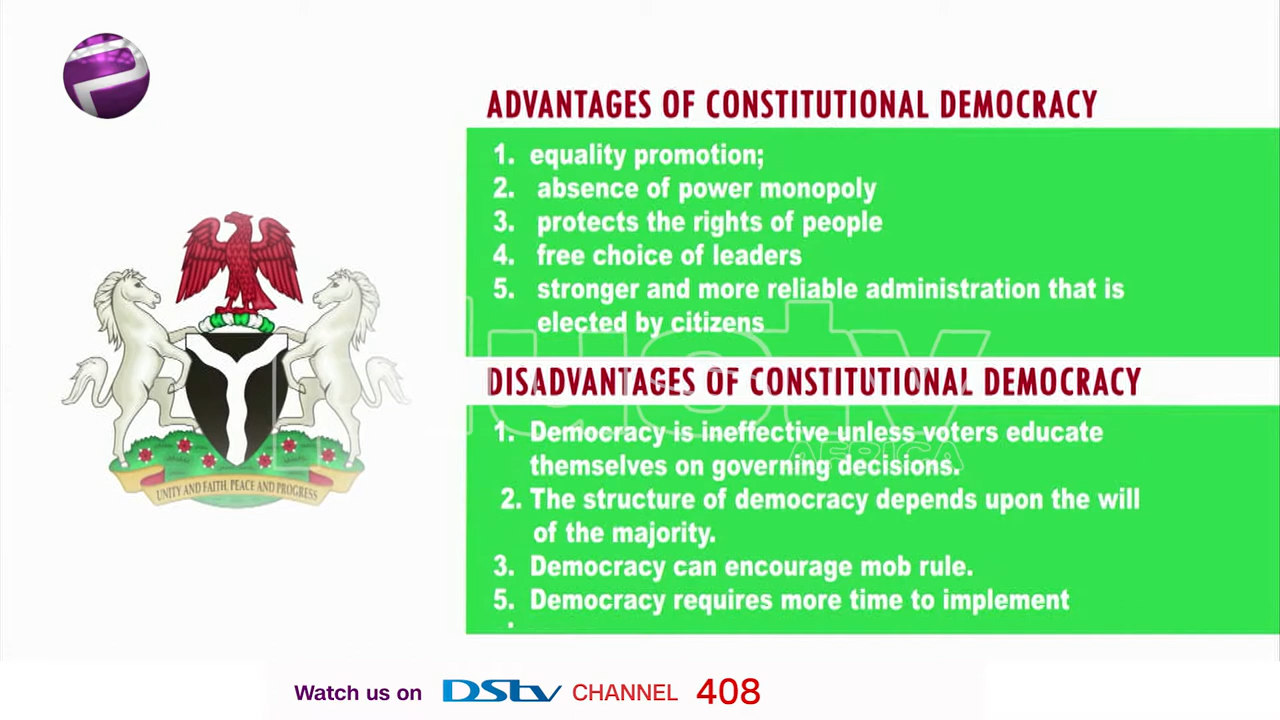 ADVANTAGES OF CONSTITUTIONAL DEMOCRACY
1. equality promotion;
2. absence of power monopoly
3. protects the rights of people
4. free choice of leaders
5. stronger and more reliable administration that is
elected by citizens
DISADVANTAGES OF CONSTITUTIONAL DEMOCRACY
1. Democracy is ineffective unless voters educate
themselves on governing decisions.
2. The structure of democracy depends upon the will
of the majority.
3. Democracy can encourage mob rule.
5. Democracy requires more time to implement
.
UNITY AND FAITH, PEACE AND PROGRESS
AFRICA
Watch us on DStv CHANNEL 408